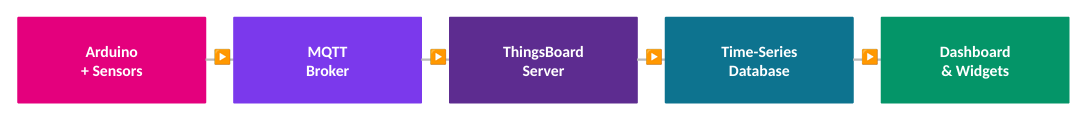 Arduino
+ Sensors
MQTT
Broker
ThingsBoard
Server
Time-Series
Database
Dashboard
& Widgets